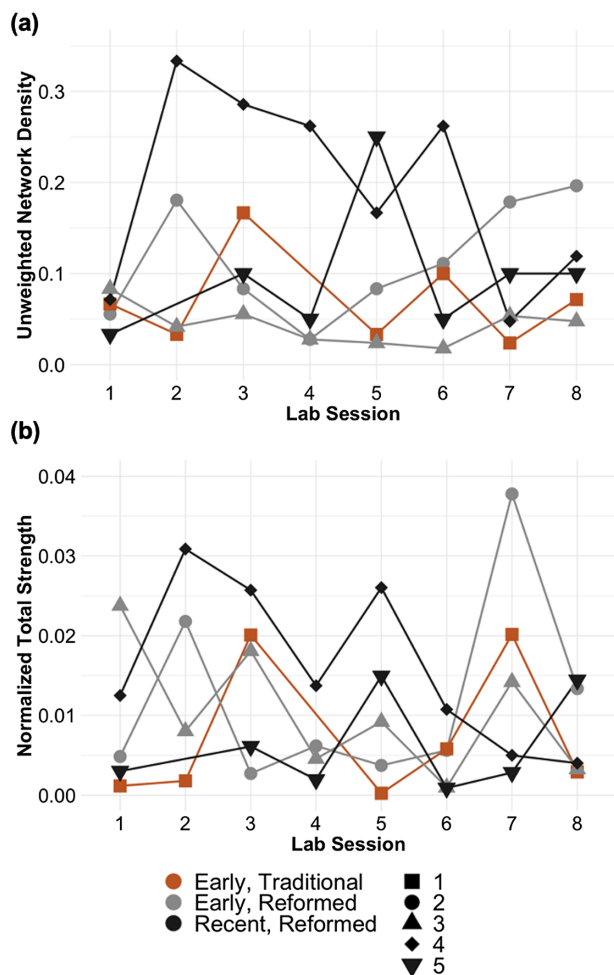 (a)
Unweighted Network Density
0.3
0.2
0.1
0.0
1 2 3 4 5 6 7 8
Lab Session
(b)
Normalized Total Strength
0.04
0.03
0.02
0.01
0.00
1 2 3 4 5 6 7 8
Lab Session
Early, Traditional
Early, Reformed
Recent, Reformed
1
2
3
4
5